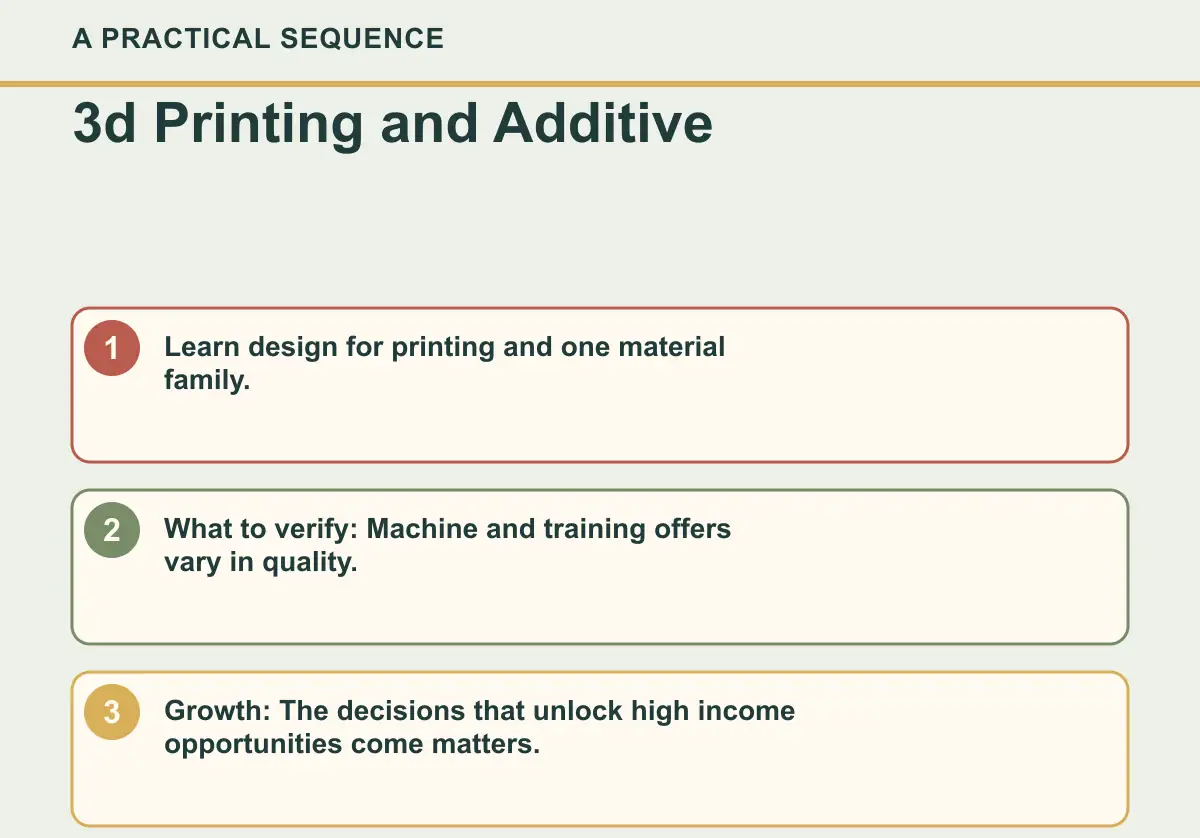 A PRACTICAL SEQUENCE
3d Printing and Additive
1
Learn design for printing and one material
family.
2
What to verify: Machine and training offers
vary in quality.
3
Growth: The decisions that unlock high income
opportunities come matters.